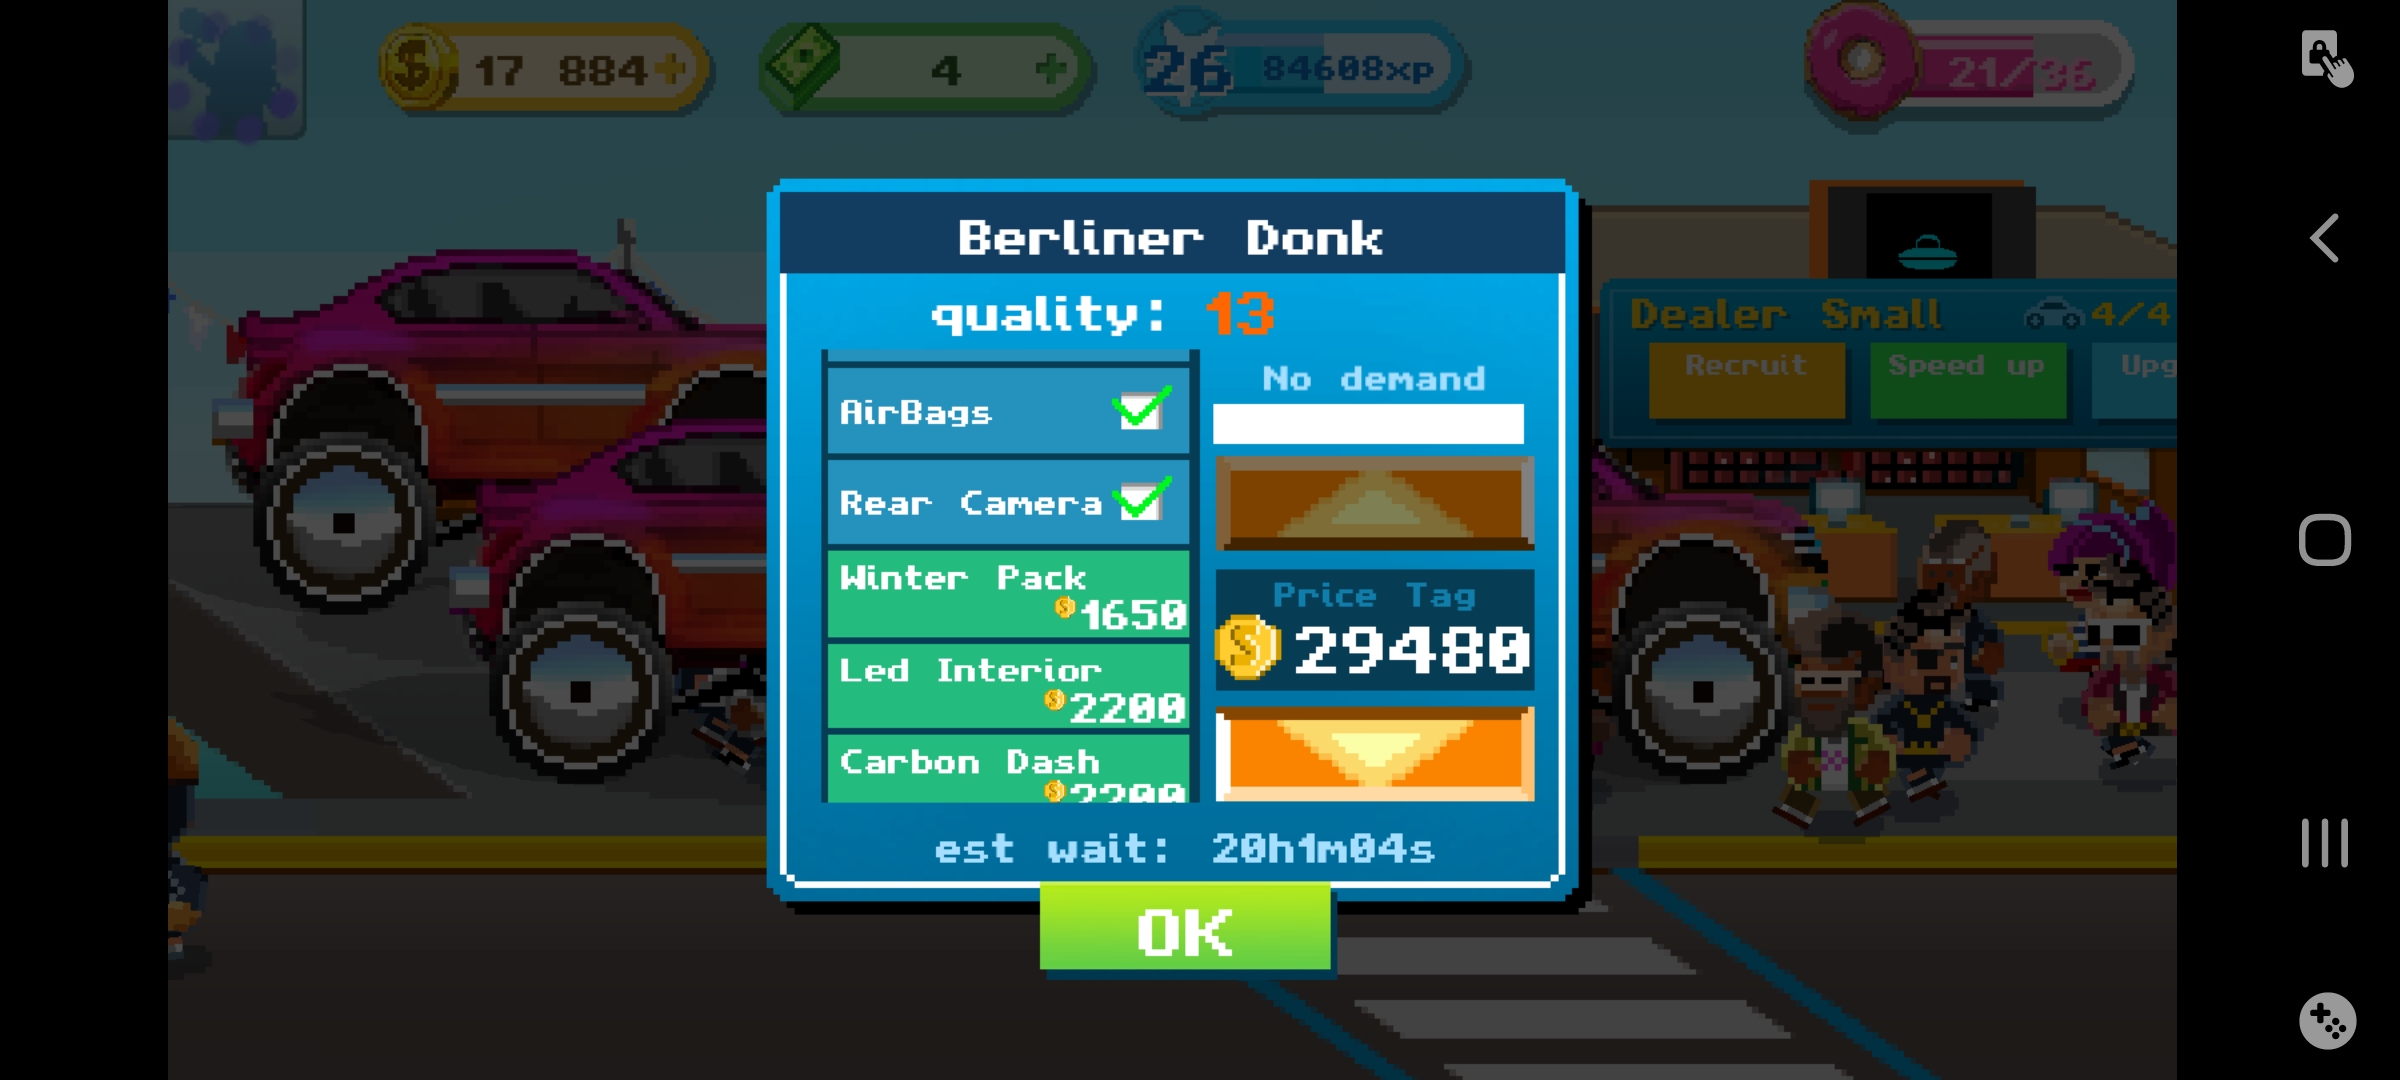 17 884
4
26 84608xp
21/36
Berliner Donk
quality: 13
AirBags
Rear Camera
Winter Pack
1650
Led Interior
2200
Carbon Dash
2200
No demand
Price Tag
29480
est wait: 20h1m04s
OK
Dealer Small 4/4
Recruit
Speed up
Upg